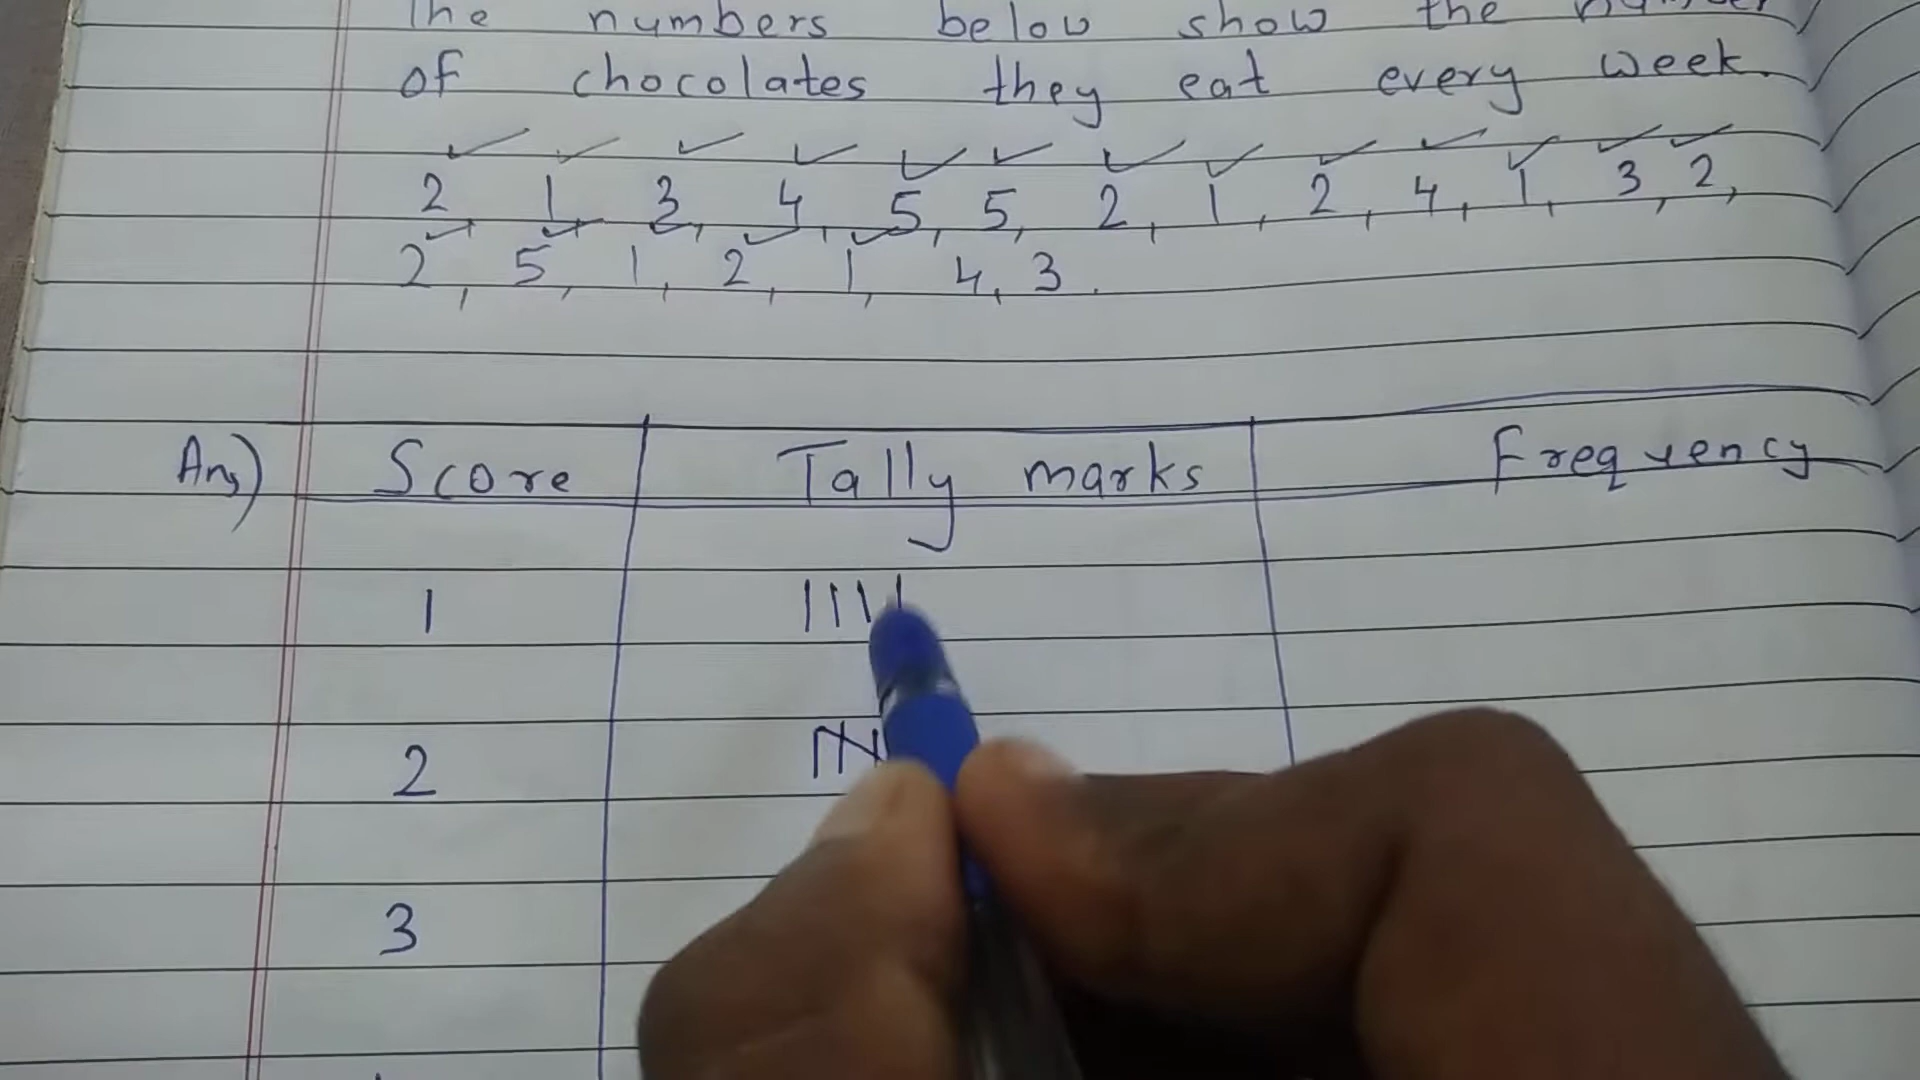 The numbers below show the number
of chocolates they eat every week.
2, 1, 3, 4, 5, 5, 2, 1, 2, 4, 1, 3, 2,
2, 5, 1, 2, 1, 4, 3.
Ans) Score Tally marks Frequency
1 ||||
2
3